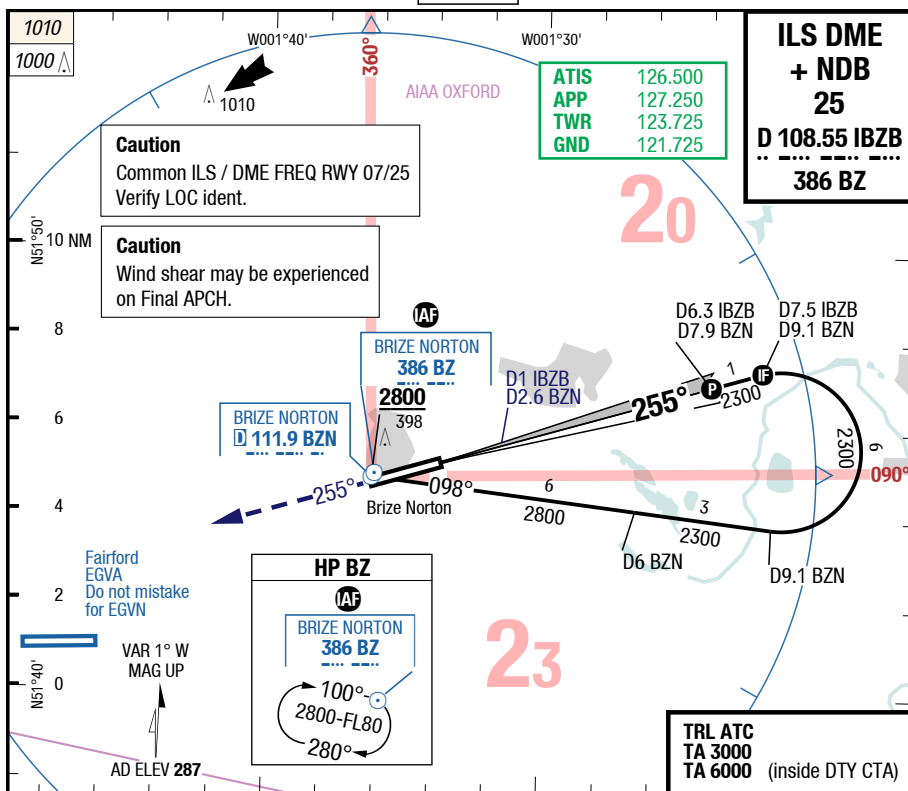 1010
1000
W001°40'
W001°30'
360°
1010
AIAA OXFORD
ATIS 126.500
APP 127.250
TWR 123.725
GND 121.725
ILS DME
+ NDB
25
D 108.55 IBZB
386 BZ
Caution
Common ILS / DME FREQ RWY 07/25
Verify LOC ident.
20
N51°50'
10 NM
Caution
Wind shear may be experienced
on Final APCH.
8
IAF
BRIZE NORTON
386 BZ
D6.3 IBZB
D7.9 BZN
D7.5 IBZB
D9.1 BZN
D1 IBZB
D2.6 BZN
P
1
IF
2300
255°
2800
398
6
BRIZE NORTON
D 111.9 BZN
2300
6
090°
255°
098°
6
2800
3
2300
Brize Norton
4
D6 BZN
D9.1 BZN
Fairford
EGVA
Do not mistake
for EGVN
2
HP BZ
IAF
BRIZE NORTON
386 BZ
100°
2800-FL80
280°
23
VAR 1° W
MAG UP
N51°40'
0
AD ELEV 287
TRL ATC
TA 3000
TA 6000 (inside DTY CTA)